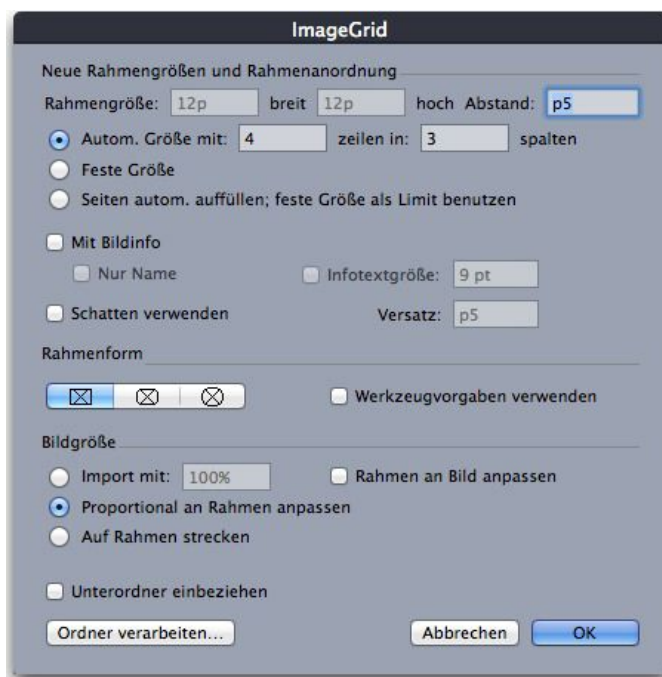 ImageGrid
Neue Rahmengrößen und Rahmenanordnung
Rahmengröße: 12p breit 12p hoch Abstand: p5
Autom. Größe mit: 4 zeilen in: 3 spalten
Feste Größe
Seiten autom. auffüllen; feste Größe als Limit benutzen
Mit Bildinfo
Nur Name Infotextgröße: 9 pt
Schatten verwenden Versatz: p5
Rahmenform
Werkzeugvorgaben verwenden
Bildgröße
Import mit: 100% Rahmen an Bild anpassen
Proportional an Rahmen anpassen
Auf Rahmen strecken
Unterordner einbeziehen
Ordner verarbeiten... Abbrechen OK